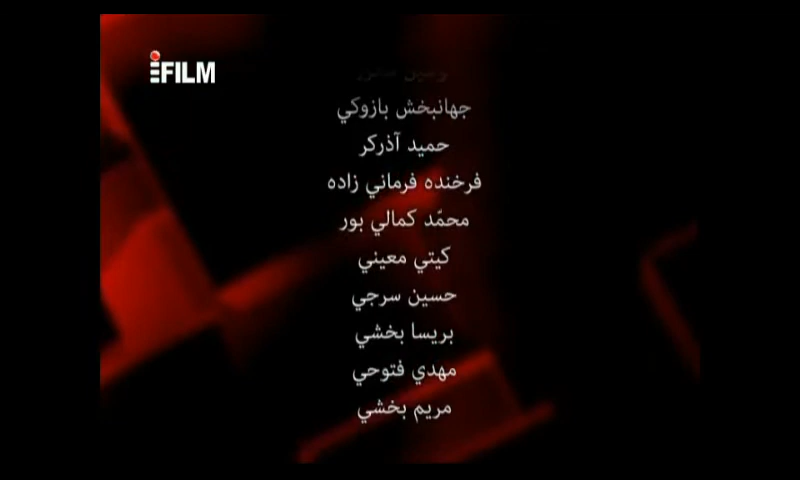 iFILM
جهانبخش بازوكي
حميد آذركر
فرخنده فرماني زاده
محمّد كمالي بور
كيتي معيني
حسين سرجي
بريسا بخشي
مهدي فتوحي
مريم بخشي